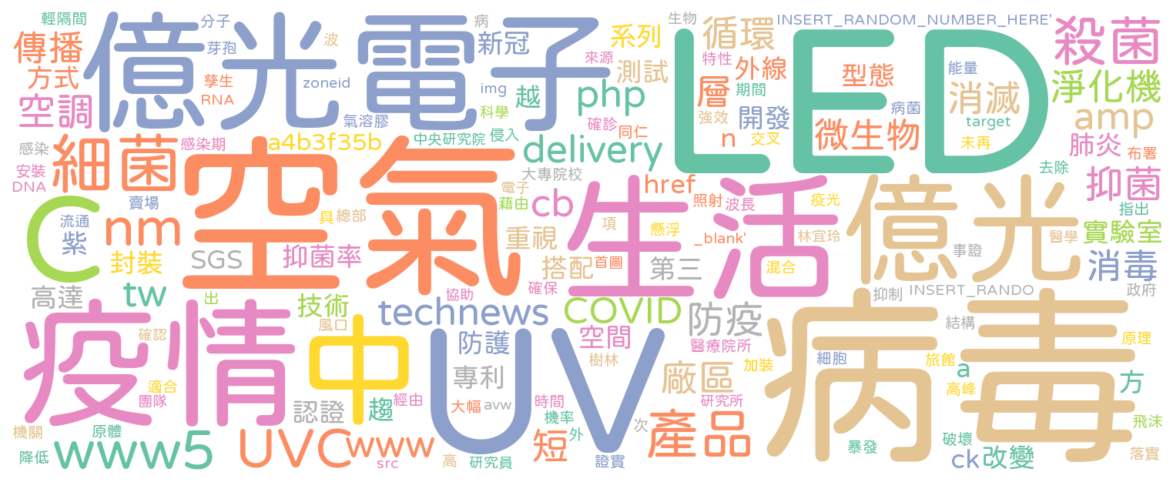 輕隔間 分子 病 生物 INSERT_RANDOM_NUMBER_HERE'
傳播 億光電子 芽孢 波 新冠 系列 循環 LED 殺菌
方式 孳生 zoneid img 來源 測試 特性 外線 型態 能量 淨化機
空調 RNA 氣溶膠 科學 越 php 層 期間 開發 病菌 消滅
a4b3f35b 中央研究院 侵入 確診 同仁 強效 n 交叉 微生物 target amp
感染 細菌 感染期 空氣 delivery 未再 肺炎 布署
安裝 DNA 賣場 大專院校 href 生活 去除 抑菌
C 流通 紫 nm 具 總部 電子 藉由 cb 照射 波長 疫光 億光 指出
項 懸浮 _blank' 林宜玲 事證 醫學 實驗室
封裝 SGS 抑菌率 重視 搭配 首圖 第三 混合 消毒
高達 tw 出 技術 協助 確保 COVID 抑制 INSERT_RANDO 政府
疫情 風口 technews 空間 防疫 病毒 結構
確認 中 防護 UV 醫療院所 細胞 原理
適合 專利 樹林 廠區 加裝 旅館 a 方
團隊 認證 趨 經由 大幅 avw 時間 研究所 高峰
機關 原體 機率 次 產品 飛沫
降低 www5 UVC www 高 短 外 暴發 破壞 落實
src 研究員 證實 ck 改變